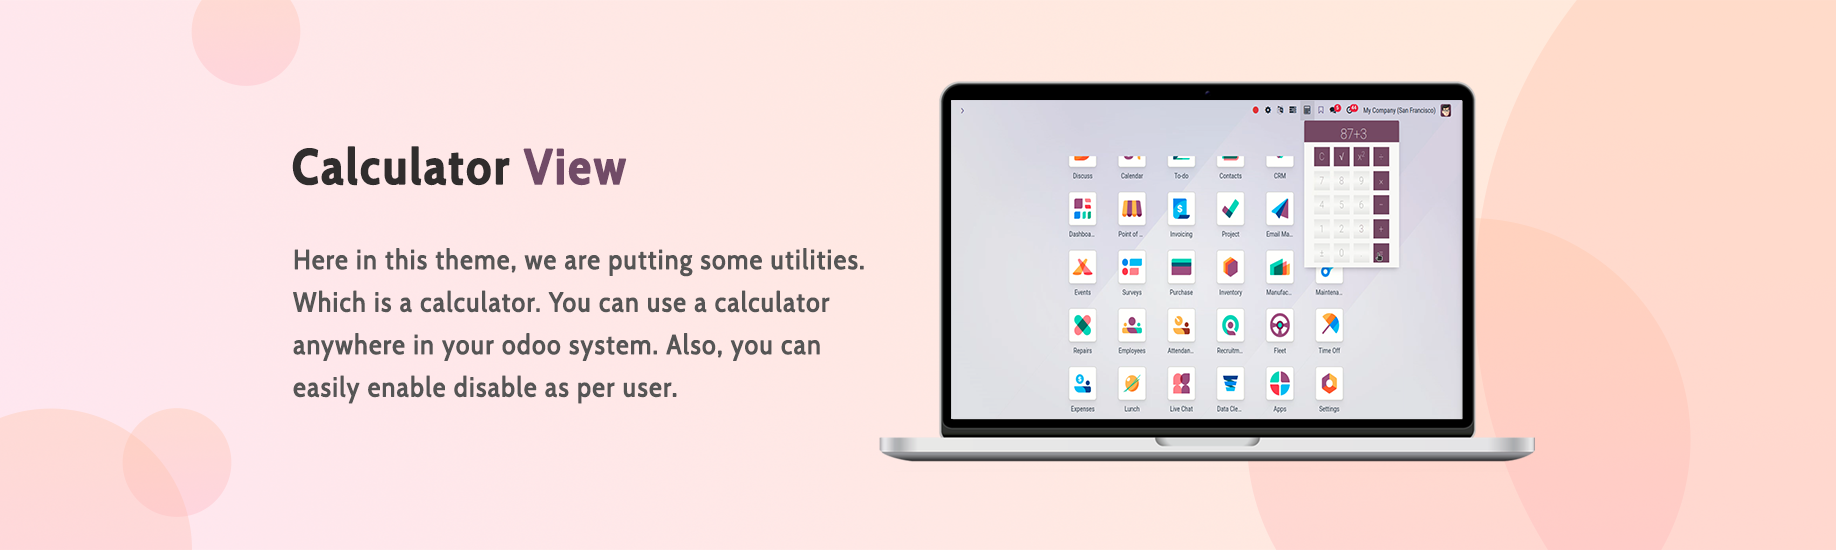 Calculator View
Here in this theme, we are putting some utilities.
Which is a calculator. You can use a calculator
anywhere in your odoo system. Also, you can
easily enable disable as per user.
My Company (San Francisco)
87+3
C √ x² ÷
7 8 9 ×
4 5 6 -
1 2 3 +
± 0 . =
Discuss Calendar To-do Contacts CRM
Dashboa... Point of ... Invoicing Project Email Ma...
Events Surveys Purchase Inventory Manufac... Maintena...
Repairs Employees Attendan... Recruitm... Fleet Time Off
Expenses Lunch Live Chat Data Cle... Apps Settings